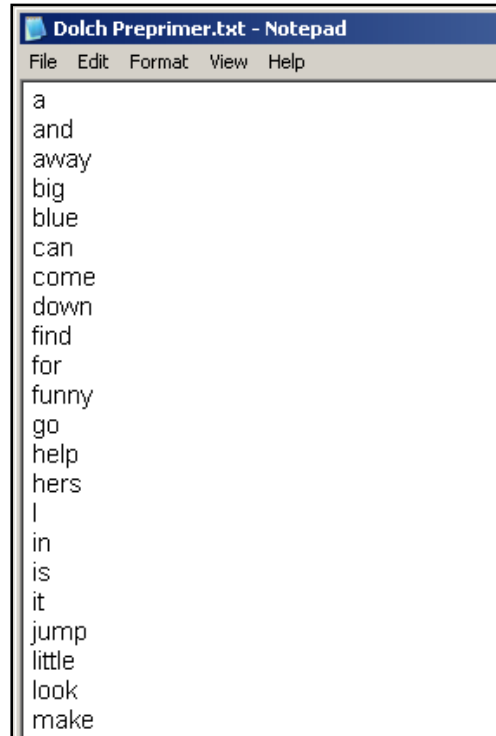 Dolch Preprimer.txt - Notepad
File Edit Format View Help
a
and
away
big
blue
can
come
down
find
for
funny
go
help
hers
I
in
is
it
jump
little
look
make